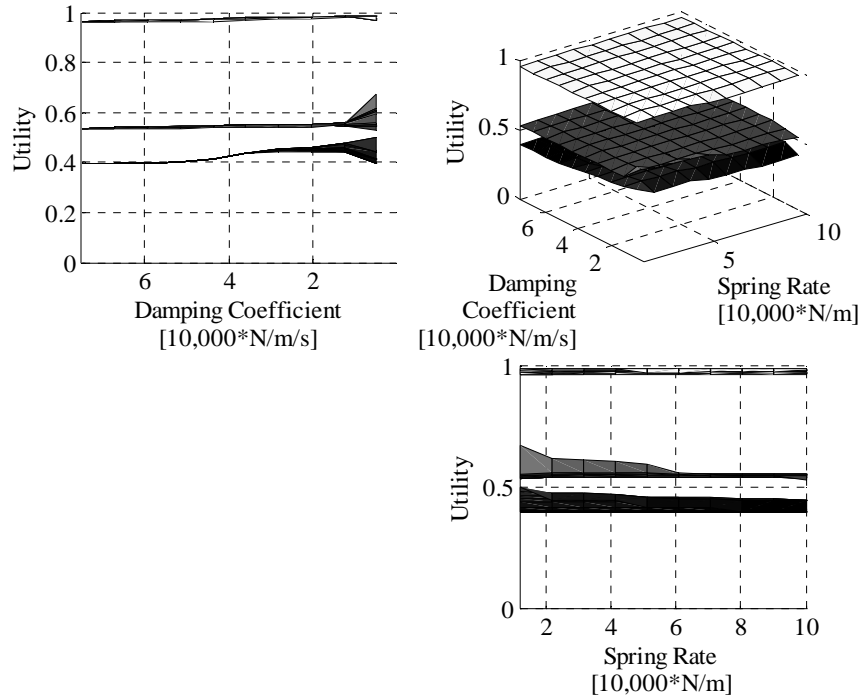 1
0.8
0.6
0.4
0.2
0
Utility
6
4
2
Damping Coefficient
[10,000*N/m/s]
1
0.5
0
Utility
6
4
2
Damping
Coefficient
[10,000*N/m/s]
5
10
Spring Rate
[10,000*N/m]
1
0.5
0
Utility
2
4
6
8
10
Spring Rate
[10,000*N/m]